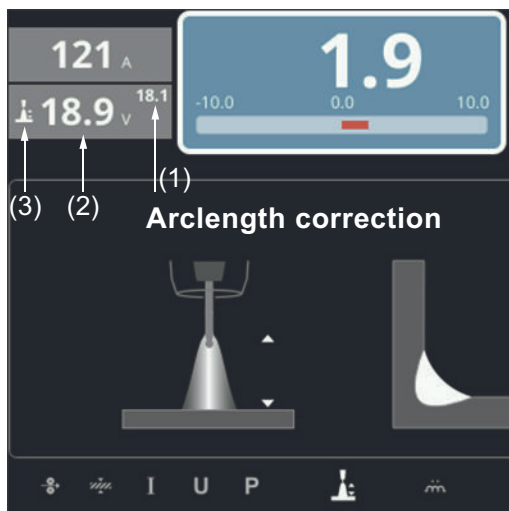 121 A
1.9
18.9 V 18.1
-10.0 0.0 10.0
(3) (2) (1)
Arclength correction
I U P